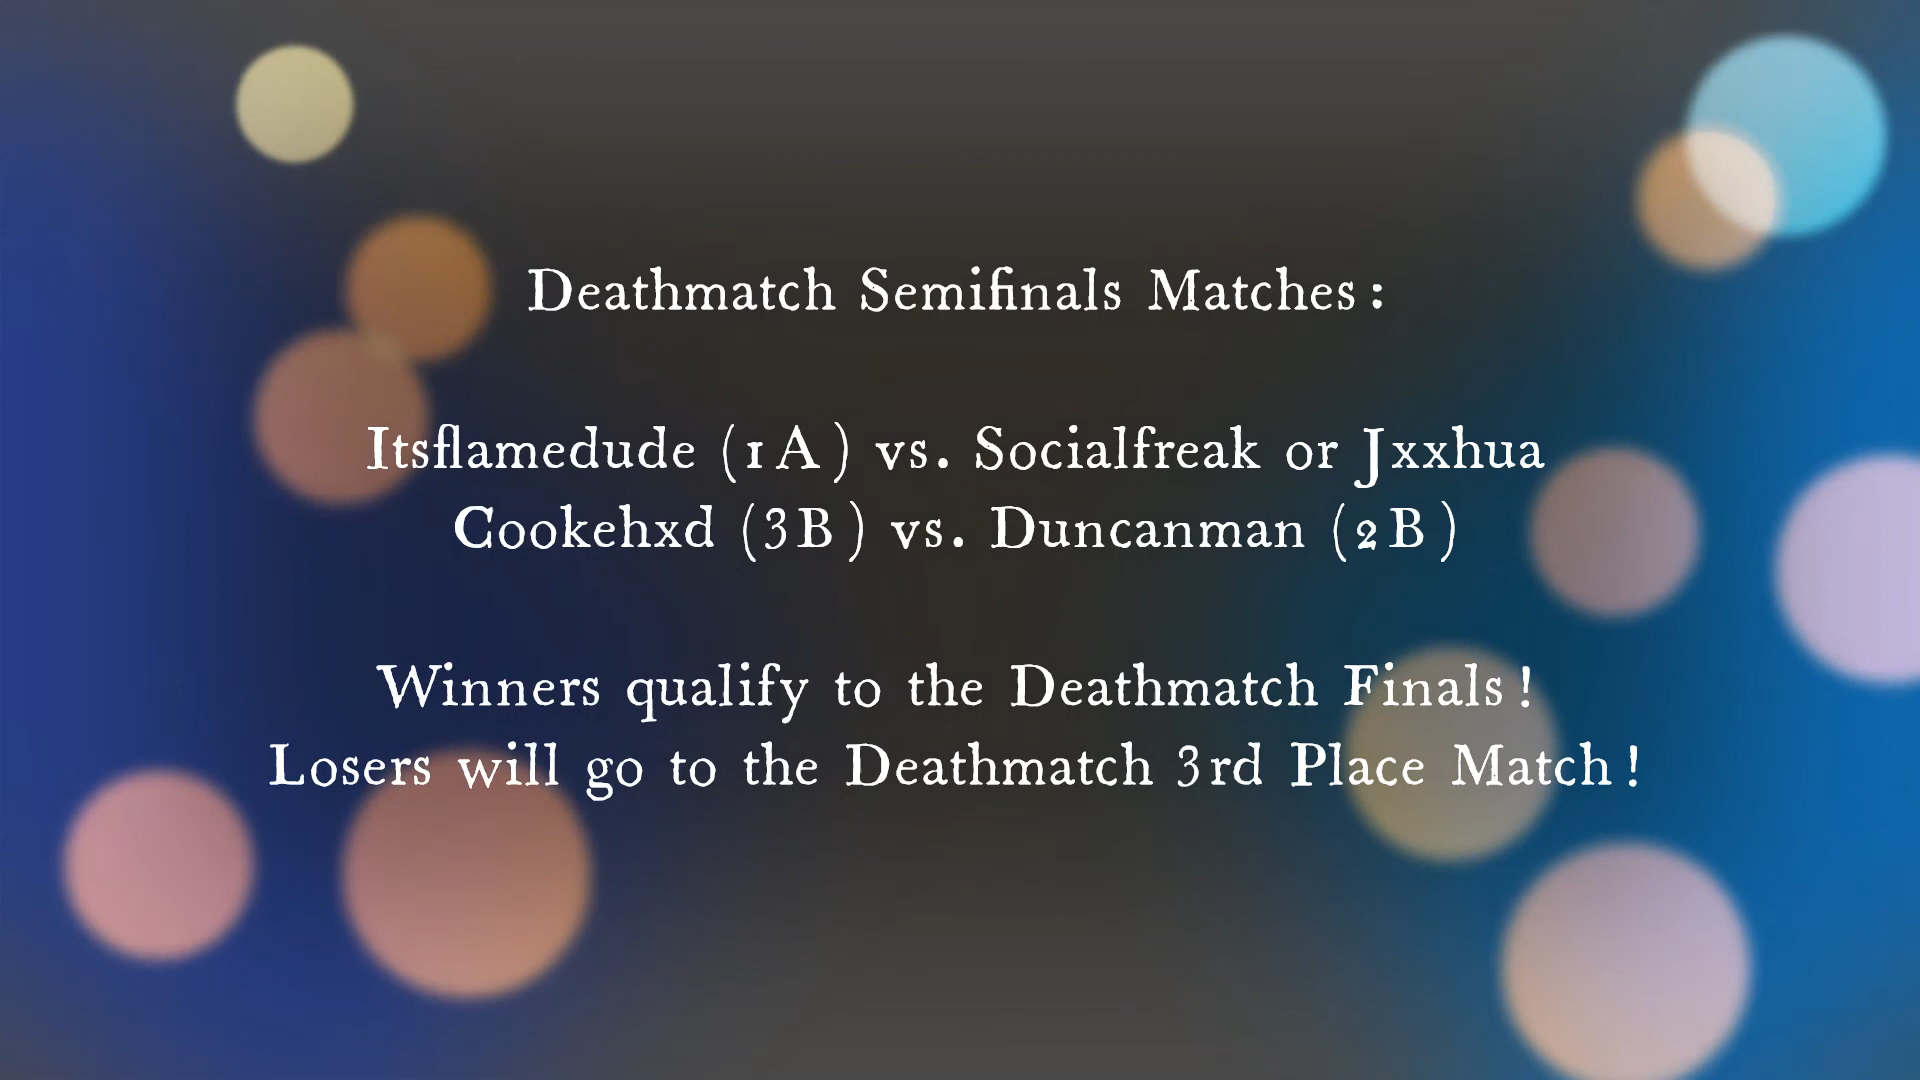 Deathmatch Semifinals Matches:
Itsflamedude (1A) vs. Socialfreak or Jxxhua
Cookehxd (3B) vs. Duncanman (2B)
Winners qualify to the Deathmatch Finals!
Losers will go to the Deathmatch 3rd Place Match!